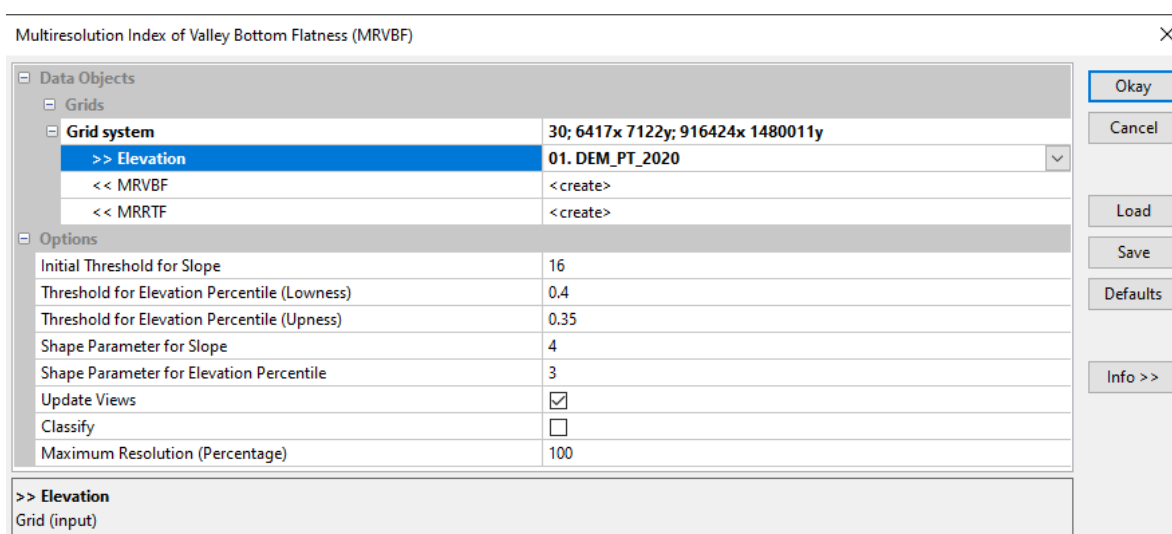 Multiresolution Index of Valley Bottom Flatness (MRVBF)
Data Objects
Grids
Grid system 30; 6417x 7122y; 916424x 1480011y
>> Elevation 01. DEM_PT_2020
<< MRVBF <create>
<< MRRTF <create>
Options
Initial Threshold for Slope 16
Threshold for Elevation Percentile (Lowness) 0.4
Threshold for Elevation Percentile (Upness) 0.35
Shape Parameter for Slope 4
Shape Parameter for Elevation Percentile 3
Update Views
Classify
Maximum Resolution (Percentage) 100
>> Elevation
Grid (input)
Okay
Cancel
Load
Save
Defaults
Info >>